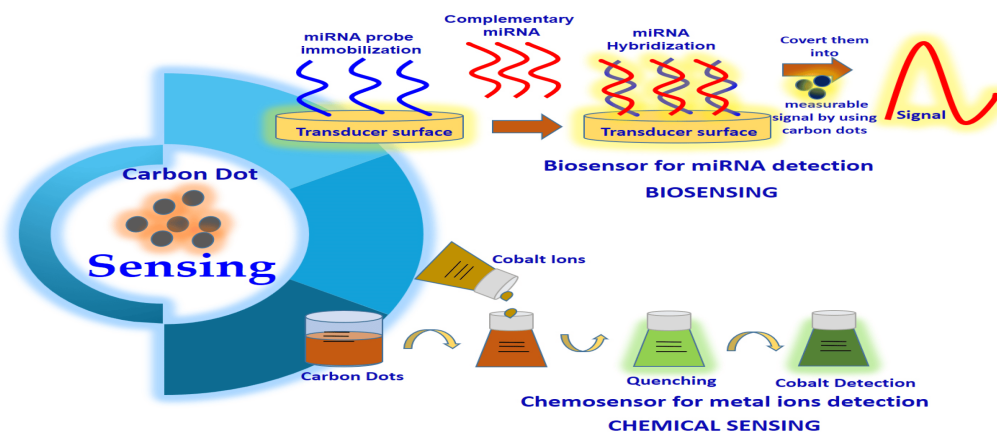 Carbon Dot
Sensing
miRNA probe
immobilization
Complementary
miRNA
miRNA
Hybridization
Covert them
into
measurable
signal by using
carbon dots
Signal
Transducer surface
Transducer surface
Biosensor for miRNA detection
BIOSENSING
Cobalt Ions
Carbon Dots
Quenching
Cobalt Detection
Chemosensor for metal ions detection
CHEMICAL SENSING